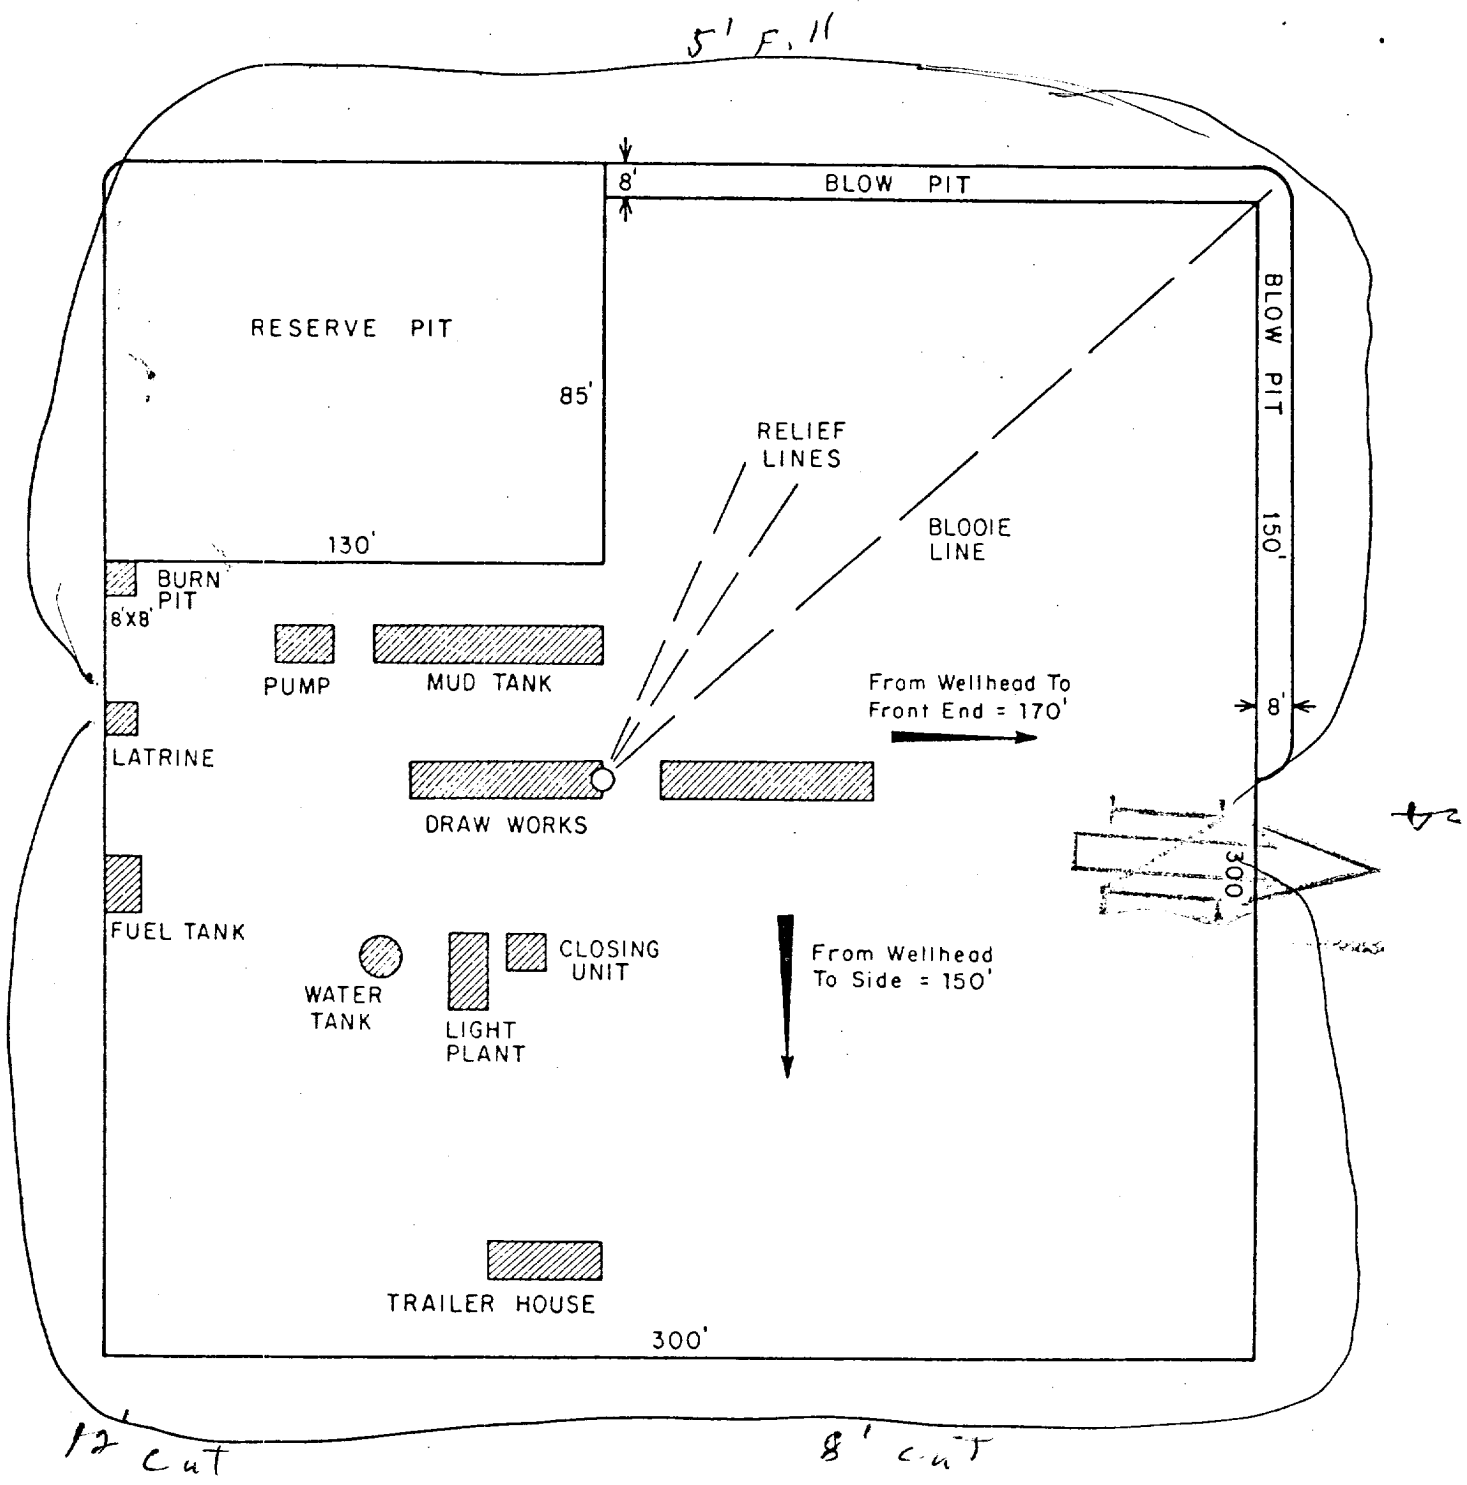 5' Fill
8'
BLOW PIT
BLOW PIT
RESERVE PIT
85'
RELIEF
LINES
BLOOIE
LINE
150'
130'
BURN
PIT
8'X8'
PUMP
MUD TANK
From Wellhead To
Front End = 170'
8'
LATRINE
DRAW WORKS
300'
FUEL TANK
CLOSING
UNIT
From Wellhead
To Side = 150'
WATER
TANK
LIGHT
PLANT
TRAILER HOUSE
300'
12'
cut
8' cut